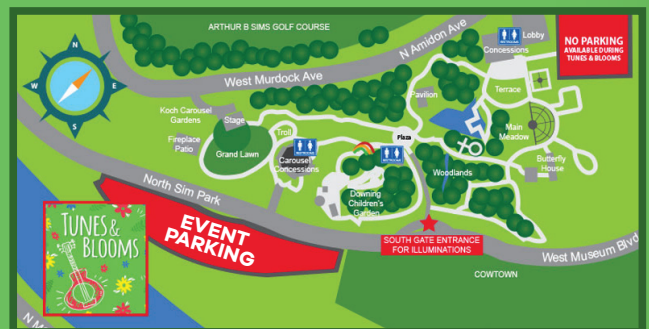 ARTHUR B SIMS GOLF COURSE
N Amidon Ave
Lobby
Concessions
NO PARKING
AVAILABLE DURING
TUNES & BLOOMS
N
W
E
S
West Murdock Ave
Terrace
Pavilion
Koch Carousel
Gardens
Stage
Troll
Plaza
Main
Meadow
Fireplace
Patio
Grand Lawn
RESTROOMS
Carousel
Concessions
Butterfly
House
Woodlands
North Sim Park
Downing
Children's
Garden
TUNES &
BLOOMS
EVENT
PARKING
SOUTH GATE ENTRANCE
FOR ILLUMINATIONS
West Museum Blvd
COWTOWN